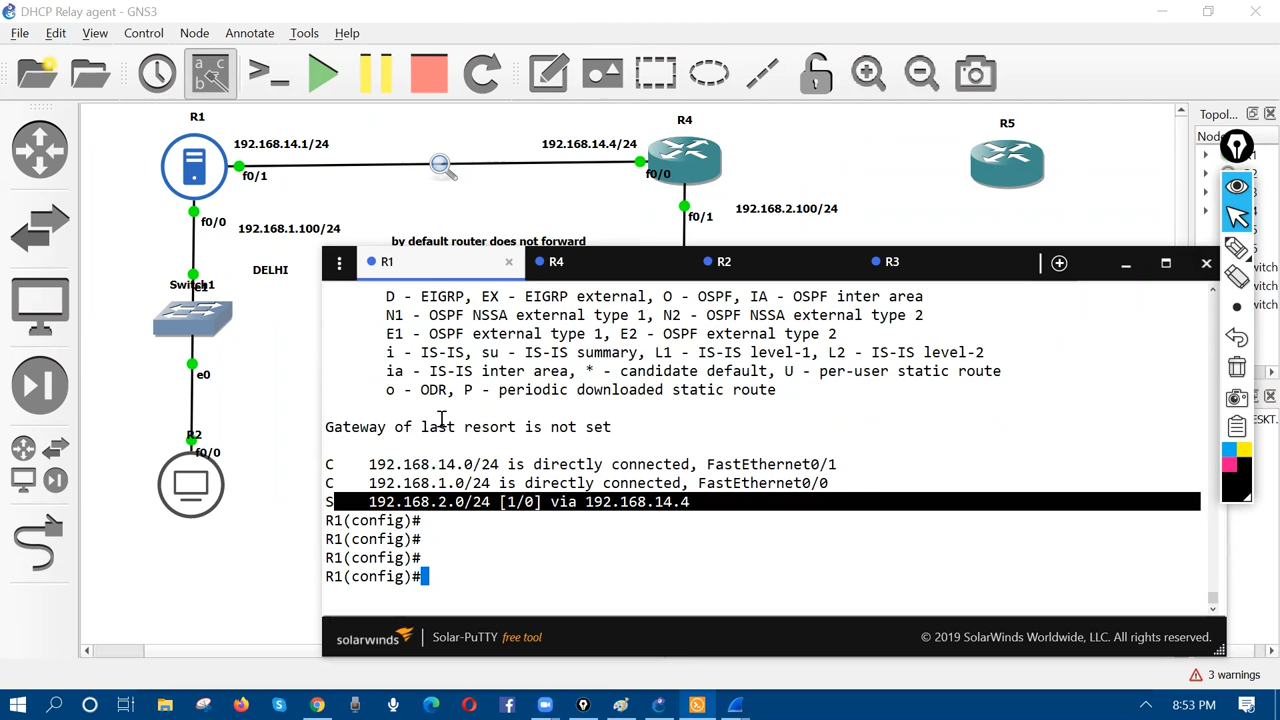 DHCP Relay agent - GNS3
File Edit View Control Node Annotate Tools Help
R1
192.168.14.1/24
192.168.14.4/24
R4
R5
f0/1
f0/0
f0/0
192.168.1.100/24
f0/1
192.168.2.100/24
by default router does not forward
DELHI
Switch1
e1
e0
R2
f0/0
Topol...
Nod
witch
witch
ESKT.
R1 × R4 R2 R3
D - EIGRP, EX - EIGRP external, O - OSPF, IA - OSPF inter area
N1 - OSPF NSSA external type 1, N2 - OSPF NSSA external type 2
E1 - OSPF external type 1, E2 - OSPF external type 2
i - IS-IS, su - IS-IS summary, L1 - IS-IS level-1, L2 - IS-IS level-2
ia - IS-IS inter area, * - candidate default, U - per-user static route
o - ODR, P - periodic downloaded static route
Gateway of last resort is not set
C 192.168.14.0/24 is directly connected, FastEthernet0/1
C 192.168.1.0/24 is directly connected, FastEthernet0/0
S 192.168.2.0/24 [1/0] via 192.168.14.4
R1(config)#
R1(config)#
R1(config)#
R1(config)#
solarwinds Solar-PuTTY free tool © 2019 SolarWinds Worldwide, LLC. All rights reserved.
3 warnings
8:53 PM